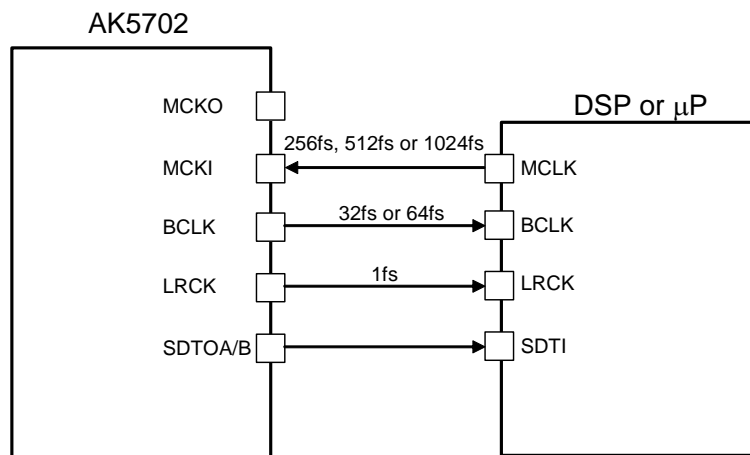 AK5702
DSP or μP
MCKO
256fs, 512fs or 1024fs
MCKI
MCLK
32fs or 64fs
BCLK
BCLK
1fs
LRCK
LRCK
SDTOA/B
SDTI